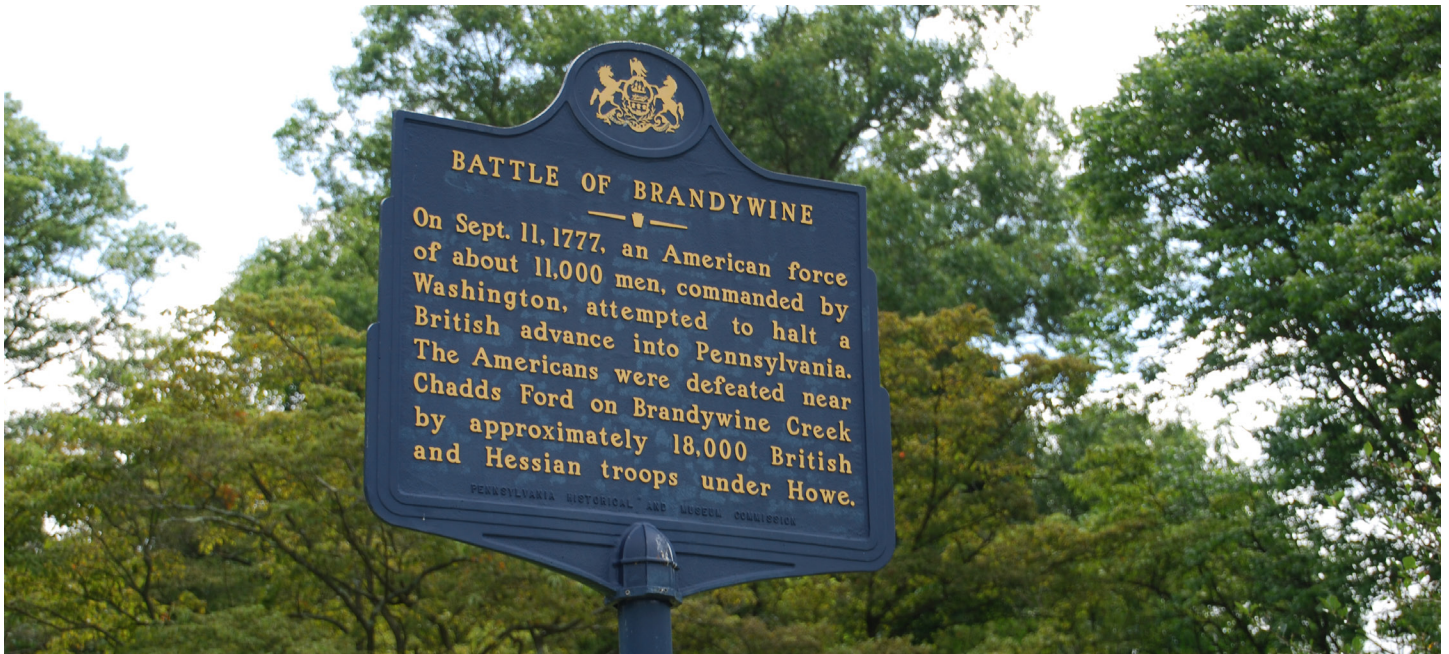 BATTLE OF BRANDYWINE
On Sept. 11, 1777, an American force
of about 11,000 men, commanded by
Washington, attempted to halt a
British advance into Pennsylvania.
The Americans were defeated near
Chadds Ford on Brandywine Creek
by approximately 18,000 British
and Hessian troops under Howe.
PENNSYLVANIA HISTORICAL AND MUSEUM COMMISSION